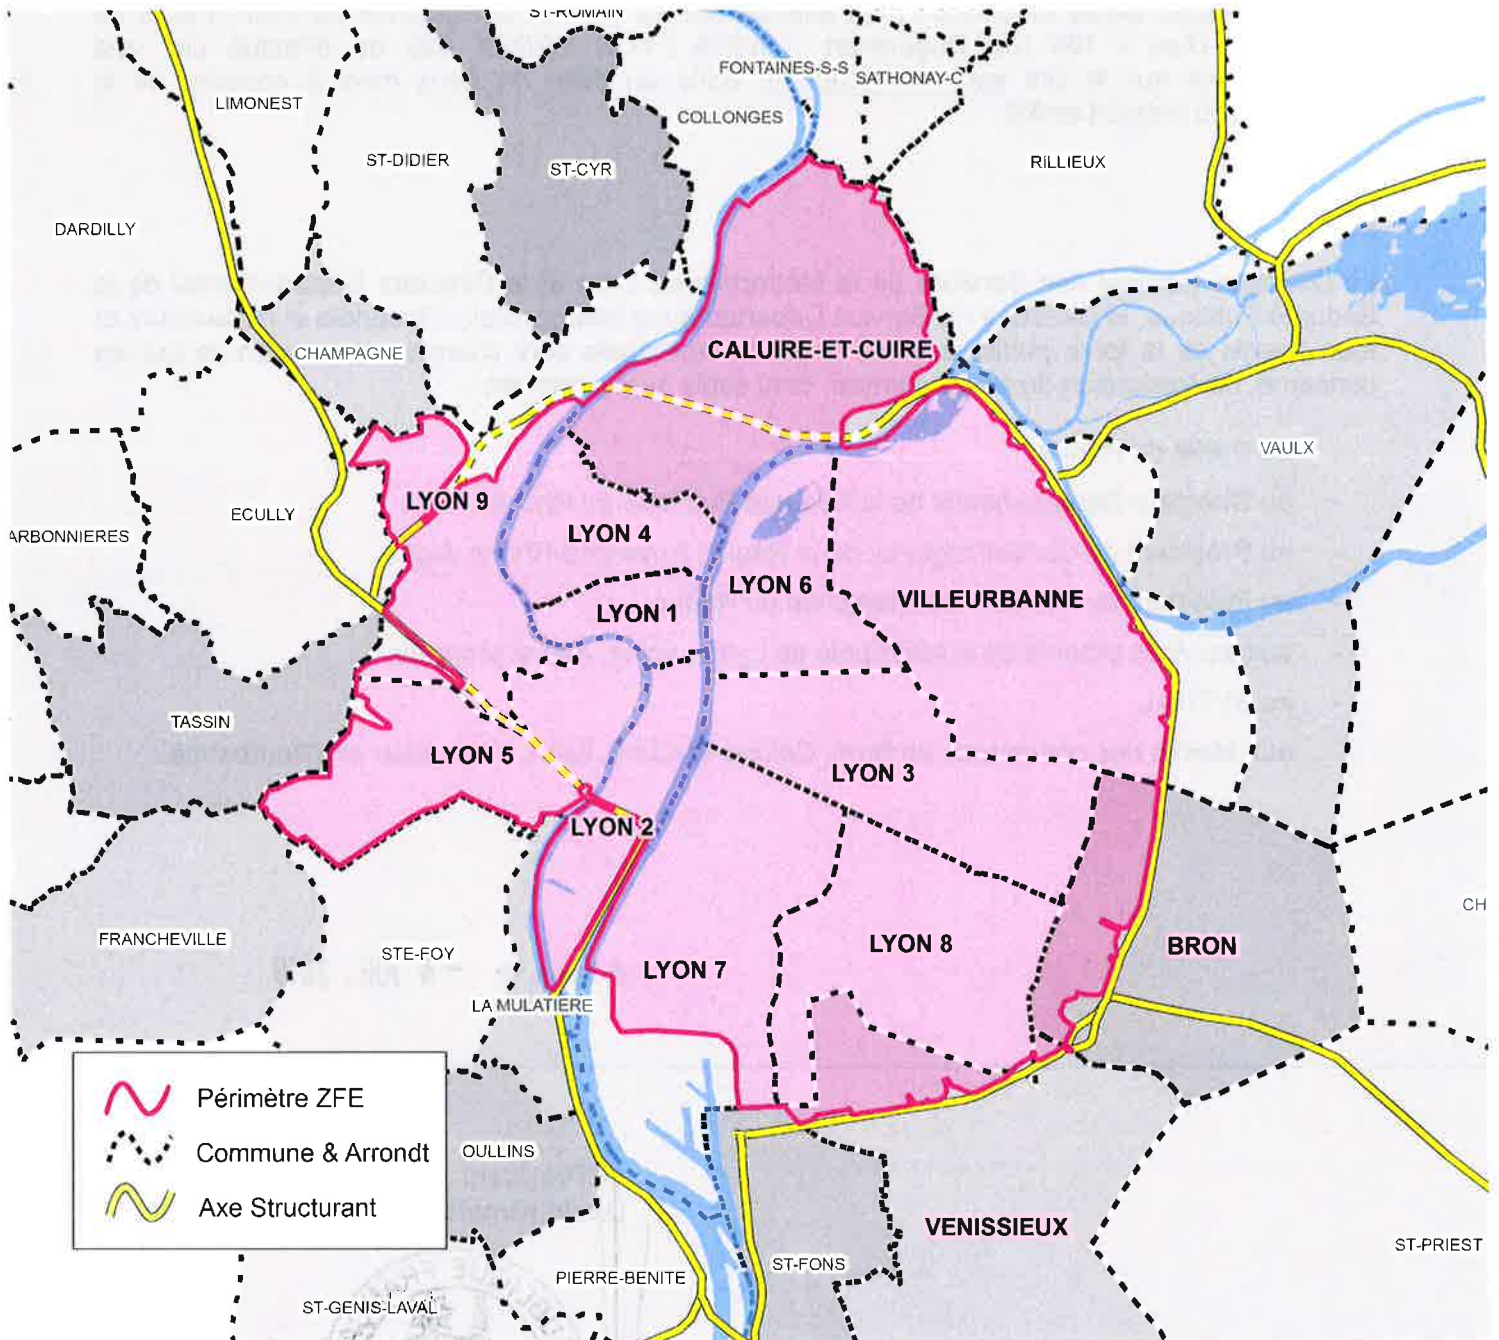 ST-ROMAIN
FONTAINES-S-S
SATHONAY-C
LIMONEST
COLLONGES
ST-DIDIER
ST-CYR
RILLIEUX
DARDILLY
CHAMPAGNE
CALUIRE-ET-CUIRE
VAULX
LYON 9
ECULLY
ARBONNIERES
LYON 4
LYON 6
VILLEURBANNE
LYON 1
TASSIN
LYON 5
LYON 3
LYON 2
CH
FRANCHEVILLE
STE-FOY
LYON 8
BRON
LYON 7
LA MULATIERE
Périmètre ZFE
Commune & Arrondt
Axe Structurant
OULLINS
VENISSIEUX
ST-PRIEST
ST-FONS
PIERRE-BENITE
ST-GENIS-LAVAL